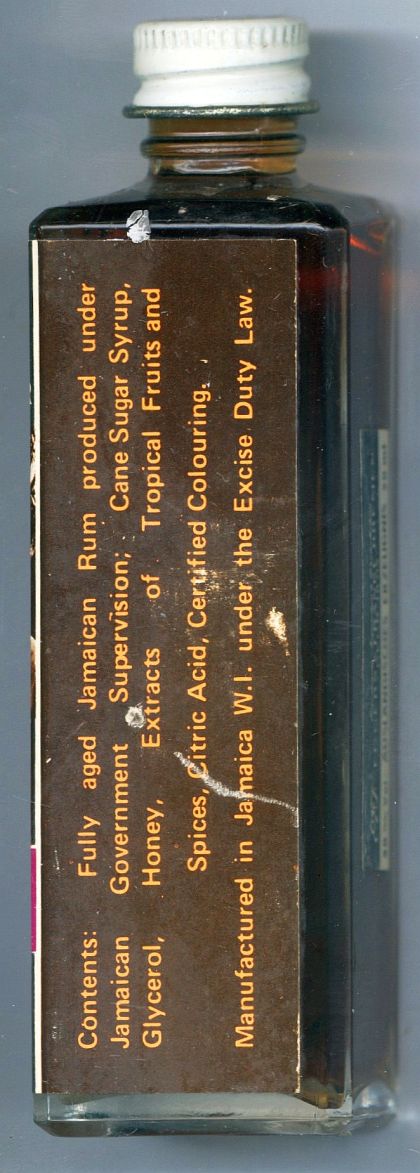 Contents: Fully aged Jamaican Rum produced under
Jamaican Government Supervision; Cane Sugar Syrup,
Glycerol, Honey, Extracts of Tropical Fruits and
Spices, Citric Acid, Certified Colouring.
Manufactured in Jamaica W.I. under the Excise Duty Law.